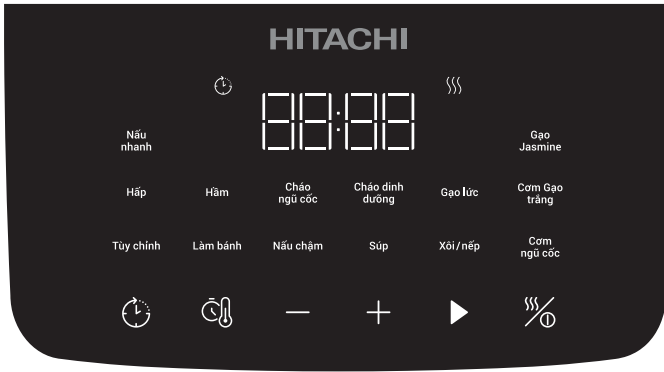 HITACHI
88:88
Nấu
nhanh
Gạo
Jasmine
Hấp
Hầm
Cháo
ngũ cốc
Cháo dinh
dưỡng
Gạo lức
Cơm Gạo
trắng
Tùy chỉnh
Làm bánh
Nấu chậm
Súp
Xôi/nếp
Cơm
ngũ cốc